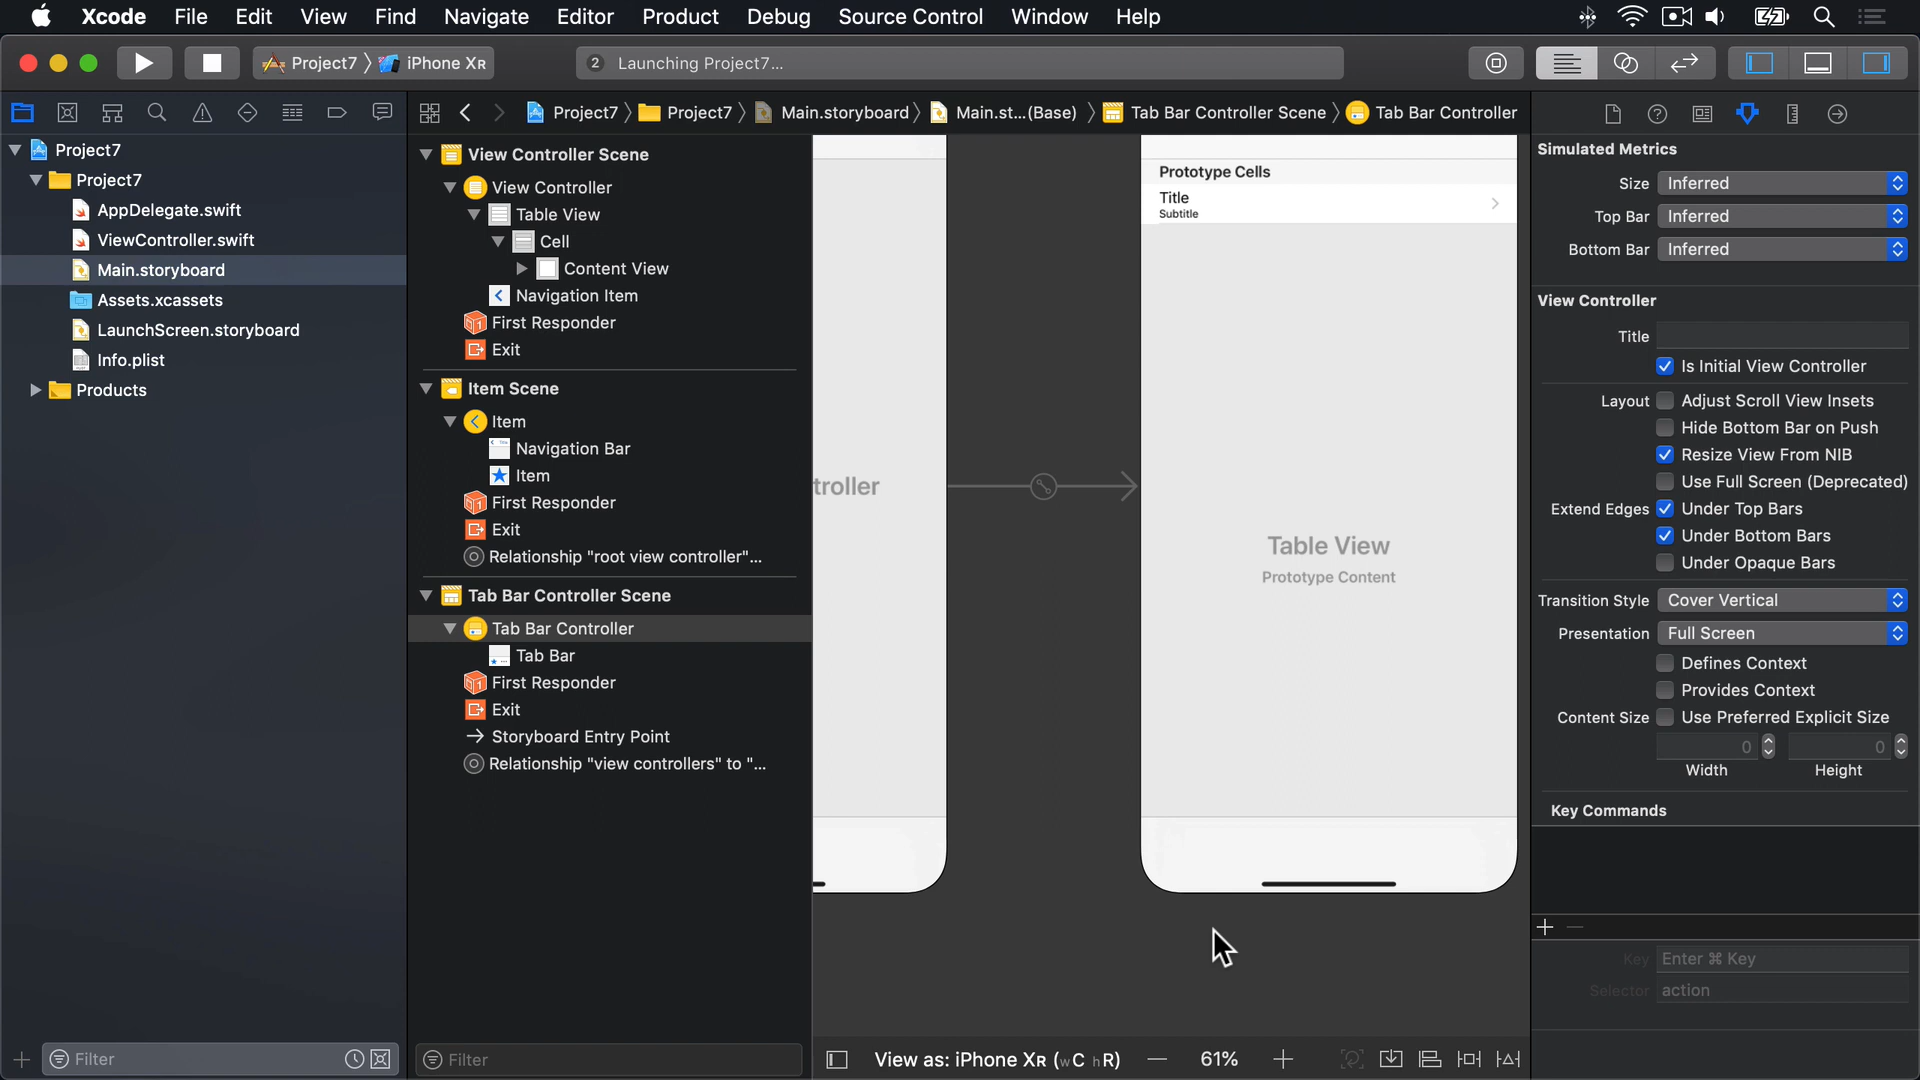 Xcode File Edit View Find Navigate Editor Product Debug Source Control Window Help
Project7 iPhone XR
2 Launching Project7...
Project7 Project7 Main.storyboard Main.st...(Base) Tab Bar Controller Scene Tab Bar Controller
Project7
Project7
AppDelegate.swift
ViewController.swift
Main.storyboard
Assets.xcassets
LaunchScreen.storyboard
Info.plist
Products
Filter
View Controller Scene
View Controller
Table View
Cell
Content View
Navigation Item
First Responder
Exit
Item Scene
Item
Navigation Bar
Item
First Responder
Exit
Relationship "root view controller"...
Tab Bar Controller Scene
Tab Bar Controller
Tab Bar
First Responder
Exit
Storyboard Entry Point
Relationship "view controllers" to "...
Filter
troller
Prototype Cells
Title
Subtitle
Table View
Prototype Content
View as: iPhone XR (wC hR)
61%
Simulated Metrics
Size Inferred
Top Bar Inferred
Bottom Bar Inferred
View Controller
Title
Is Initial View Controller
Layout Adjust Scroll View Insets
Hide Bottom Bar on Push
Resize View From NIB
Use Full Screen (Deprecated)
Extend Edges Under Top Bars
Under Bottom Bars
Under Opaque Bars
Transition Style Cover Vertical
Presentation Full Screen
Defines Context
Provides Context
Content Size Use Preferred Explicit Size
0 0
Width Height
Key Commands
Key Enter ⌘ Key
Selector action